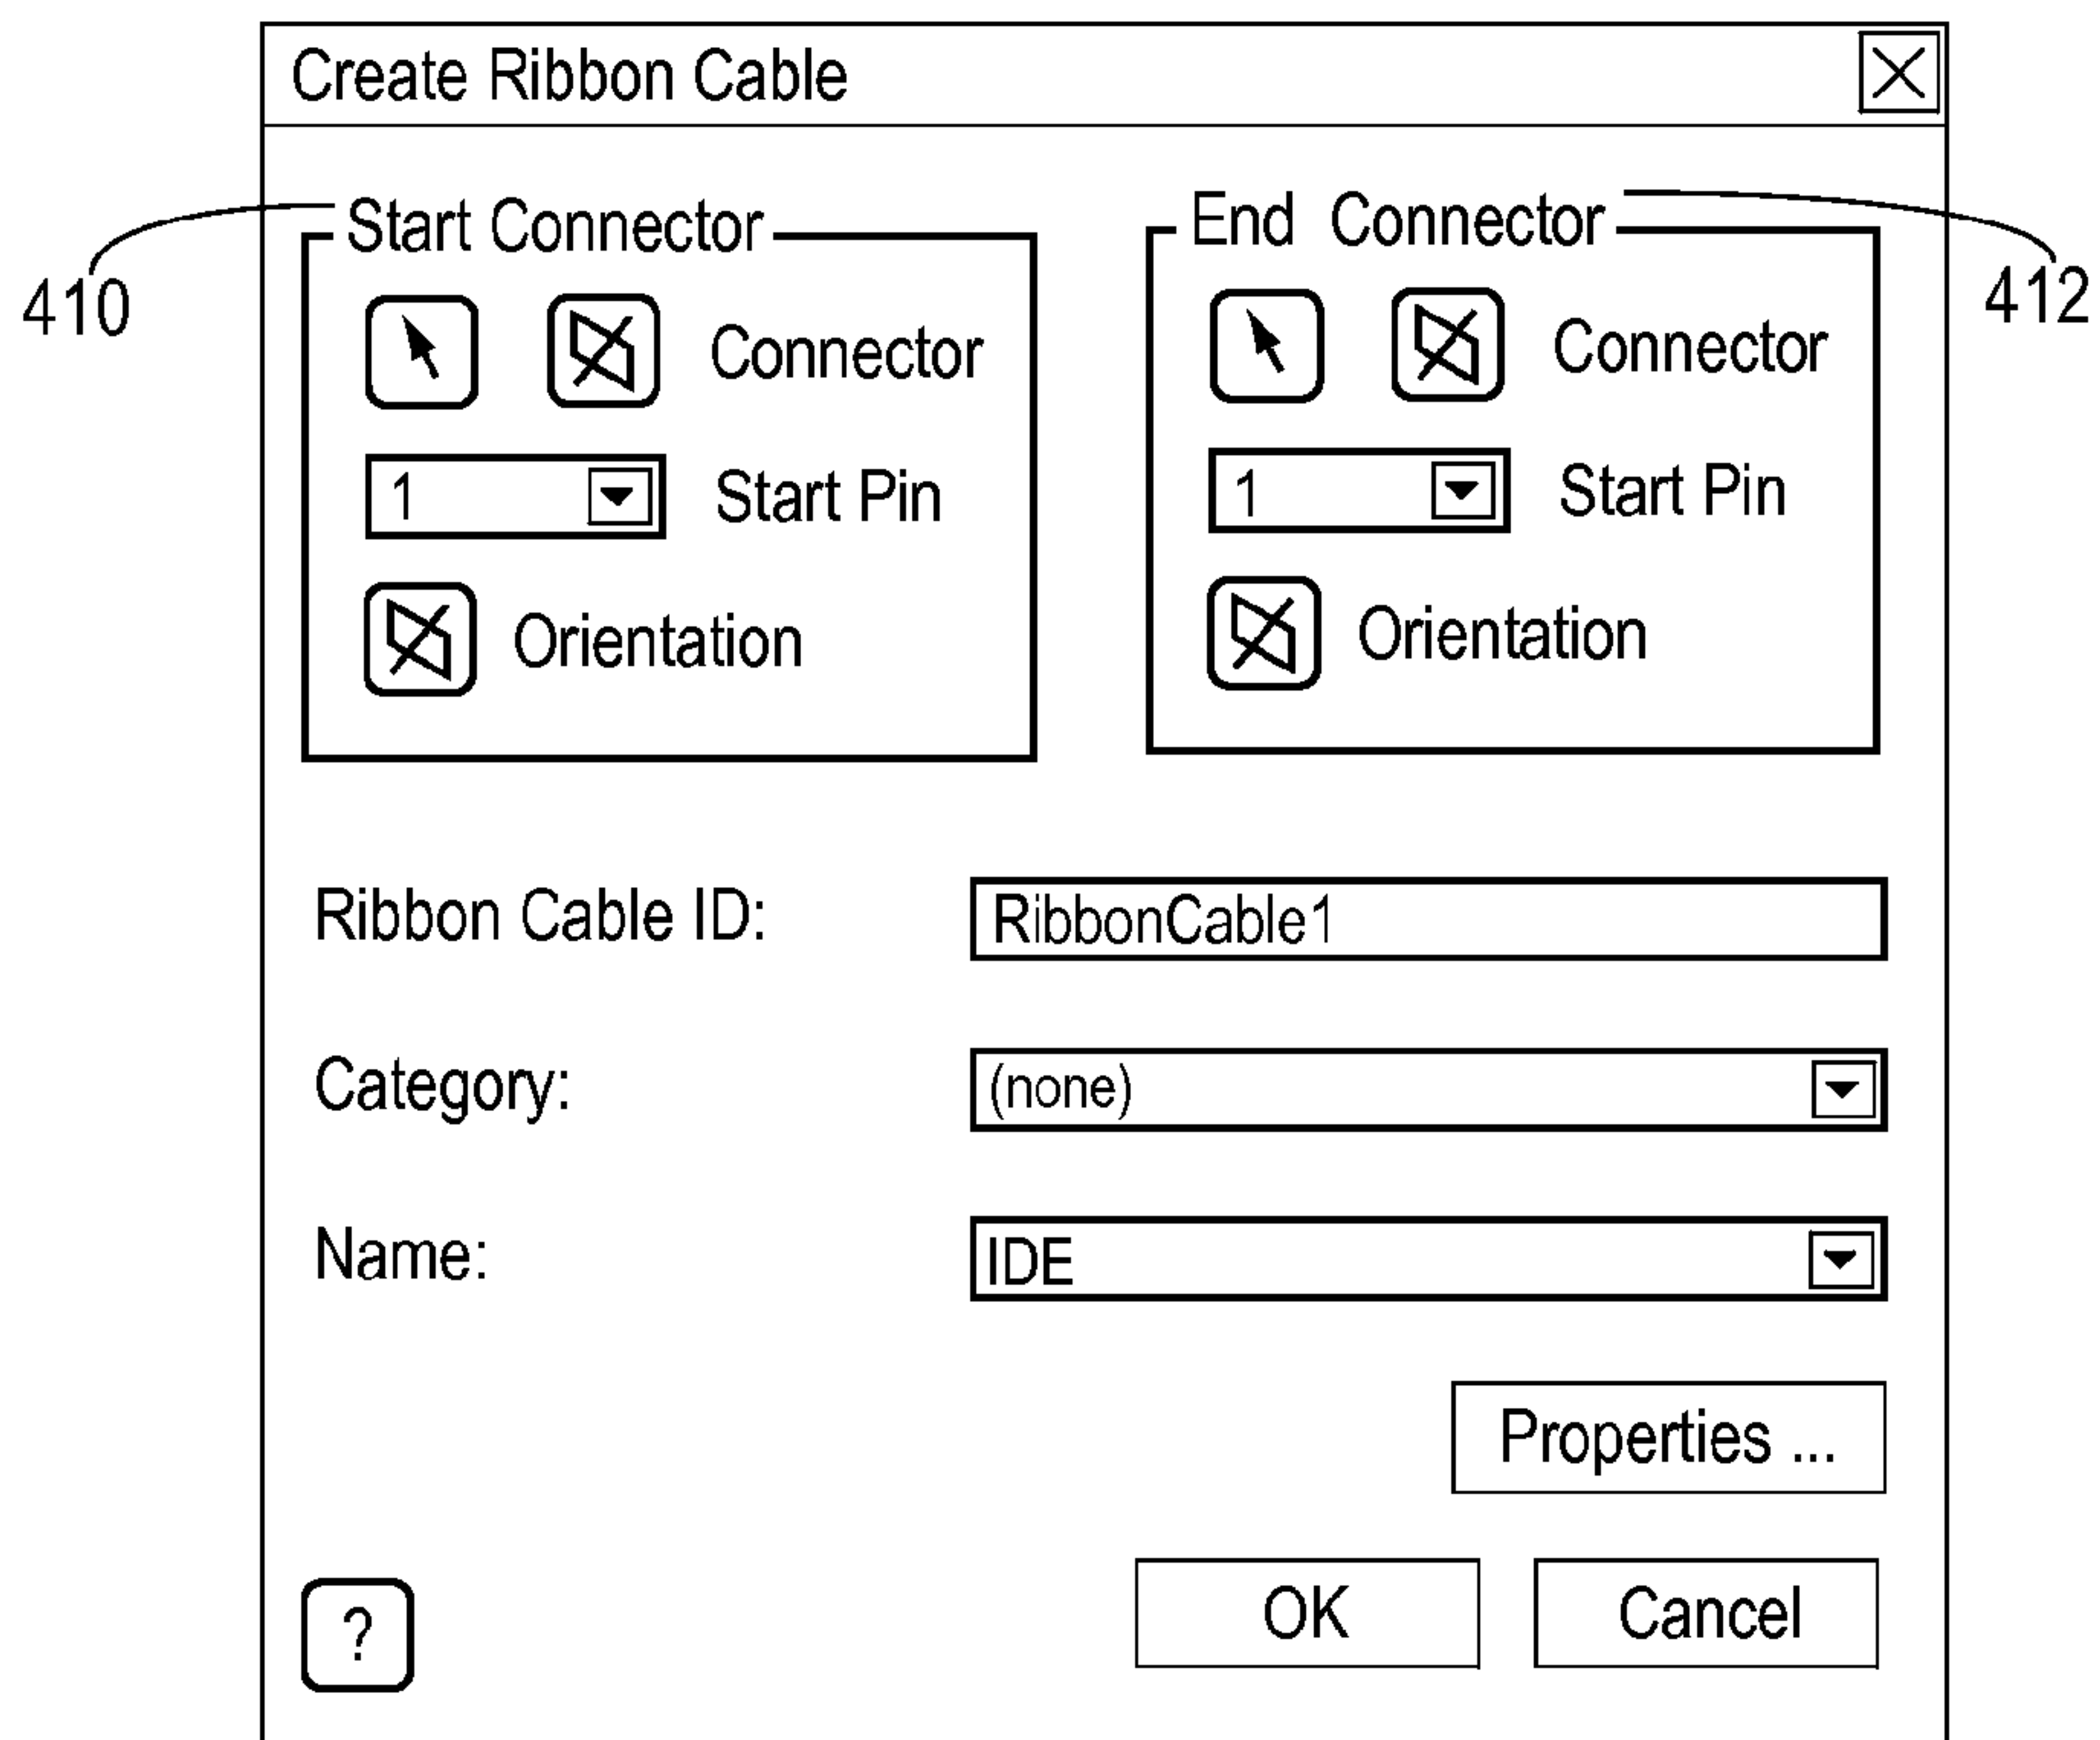 Create Ribbon Cable
410
Start Connector
Connector
1
Start Pin
Orientation
End Connector
412
Connector
1
Start Pin
Orientation
Ribbon Cable ID: RibbonCable1
Category: (none)
Name: IDE
Properties ...
? OK Cancel